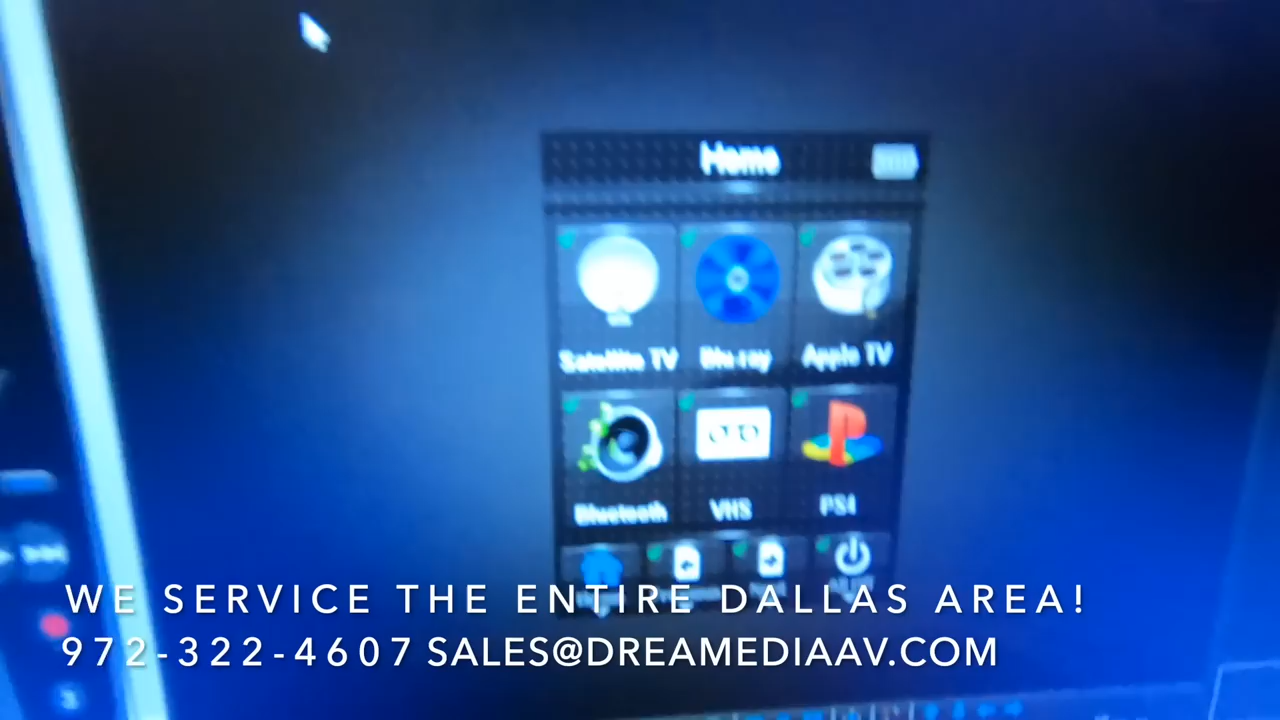 Home
Satellite TV Blu-ray Apple TV
Bluetooth VHS PS4
WE SERVICE THE ENTIRE DALLAS AREA!
972-322-4607 SALES@DREAMEDIAAV.COM